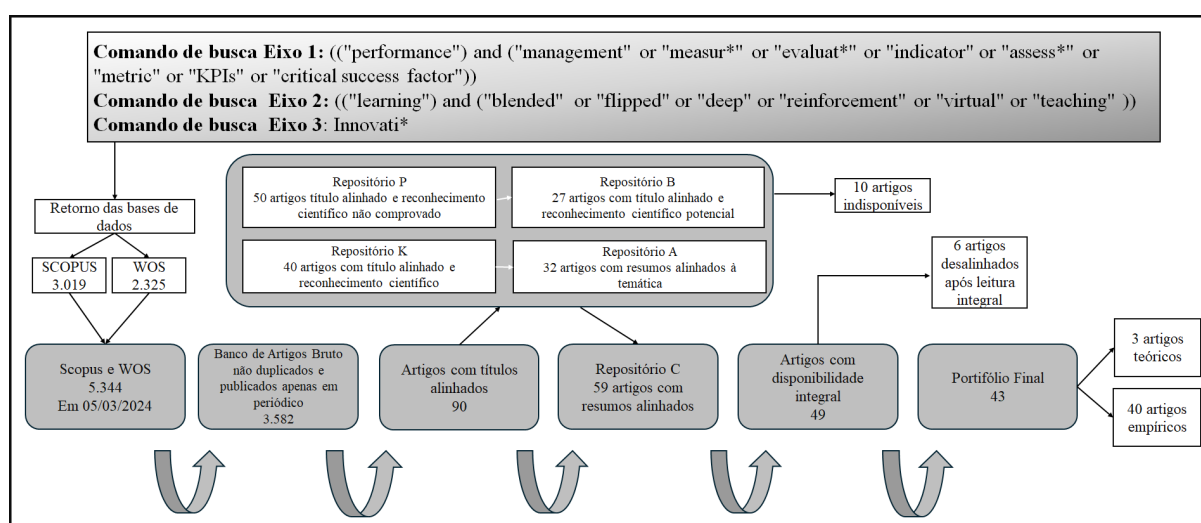 Comando de busca Eixo 1: (("performance") and ("management" or "measur*" or "evaluat*" or "indicator" or "assess*" or
"metric" or "KPIs" or "critical success factor"))
Comando de busca Eixo 2: (("learning") and ("blended" or "flipped" or "deep" or "reinforcement" or "virtual" or "teaching" ))
Comando de busca Eixo 3: Innovati*
Retorno das bases de
dados
SCOPUS
3.019
WOS
2.325
Repositório P
50 artigos título alinhado e reconhecimento
científico não comprovado
Repositório B
27 artigos com título alinhado e
reconhecimento científico potencial
Repositório K
40 artigos com título alinhado e
reconhecimento científico
Repositório A
32 artigos com resumos alinhados à
temática
10 artigos
indisponíveis
6 artigos
desalinhados
após leitura
integral
Scopus e WOS
5.344
Em 05/03/2024
Banco de Artigos Bruto
não duplicados e
publicados apenas em
periódico
3.582
Artigos com títulos
alinhados
90
Repositório C
59 artigos com
resumos alinhados
Artigos com
disponibilidade
integral
49
Portifólio Final
43
3 artigos
teóricos
40 artigos
empíricos